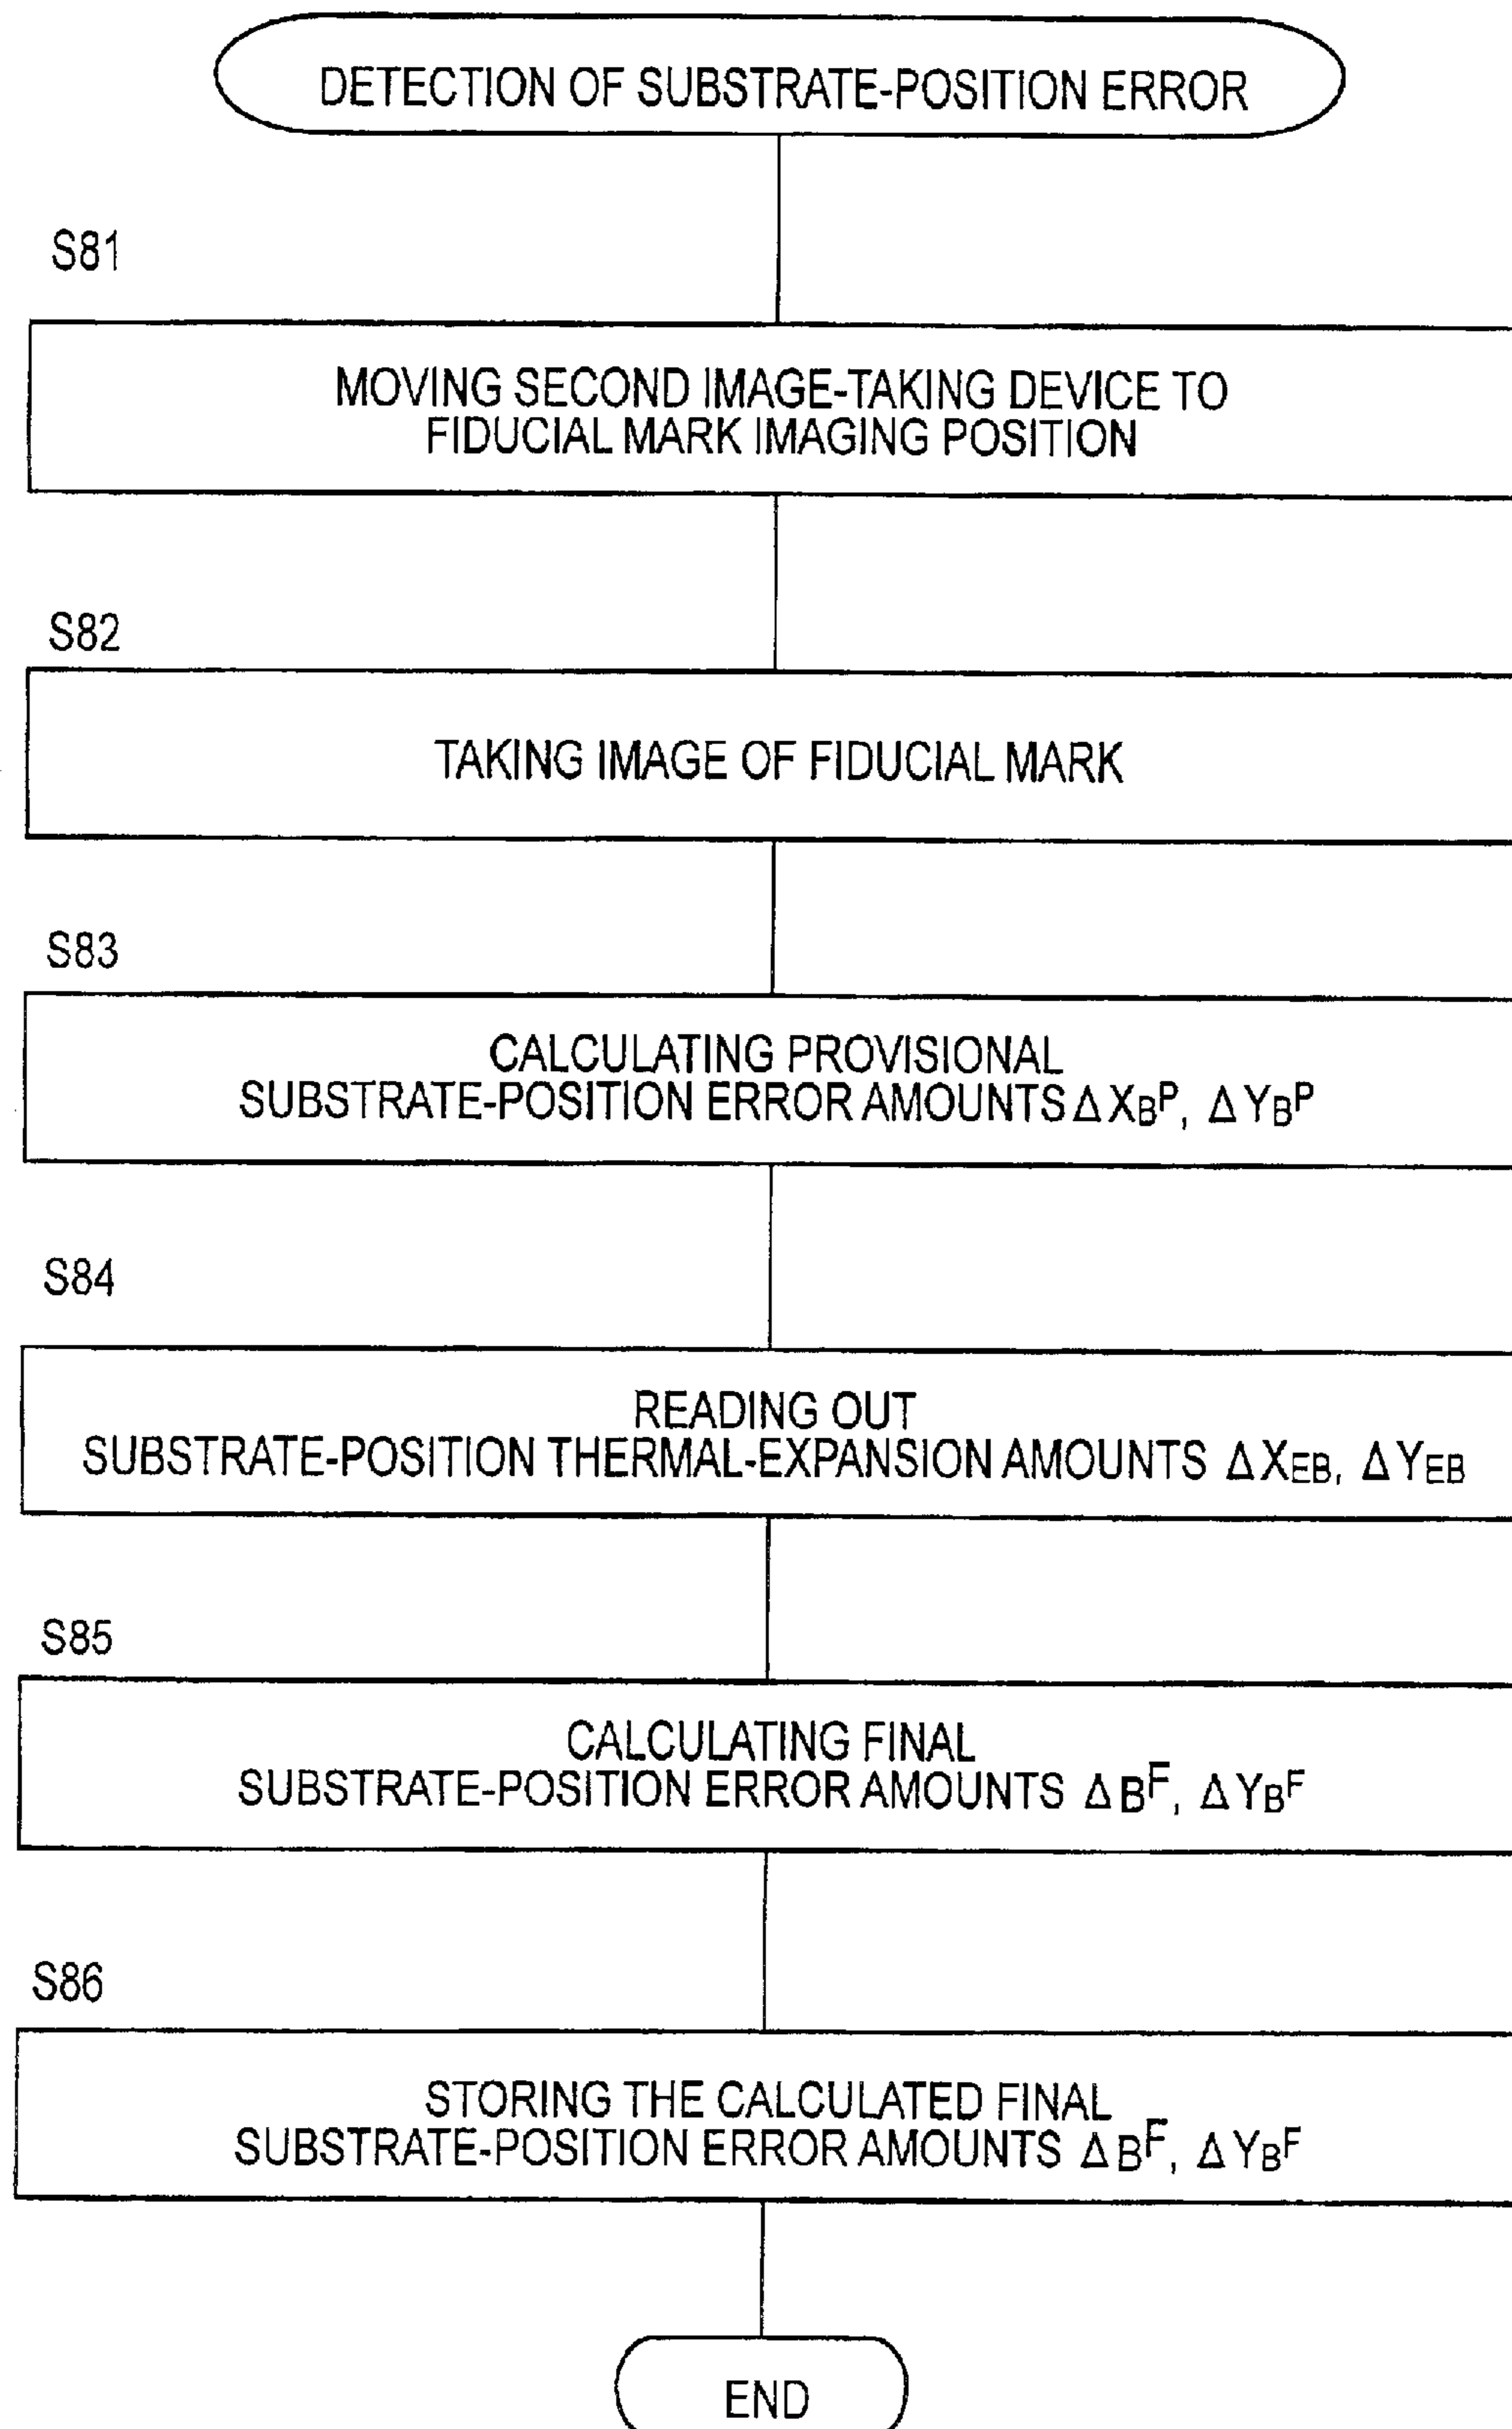 DETECTION OF SUBSTRATE-POSITION ERROR
S81
MOVING SECOND IMAGE-TAKING DEVICE TO
FIDUCIAL MARK IMAGING POSITION
S82
TAKING IMAGE OF FIDUCIAL MARK
S83
CALCULATING PROVISIONAL
SUBSTRATE-POSITION ERROR AMOUNTS ΔXBP, ΔYBP
S84
READING OUT
SUBSTRATE-POSITION THERMAL-EXPANSION AMOUNTS ΔXEB, ΔYEB
S85
CALCULATING FINAL
SUBSTRATE-POSITION ERROR AMOUNTS ΔBF, ΔYBF
S86
STORING THE CALCULATED FINAL
SUBSTRATE-POSITION ERROR AMOUNTS ΔBF, ΔYBF
END